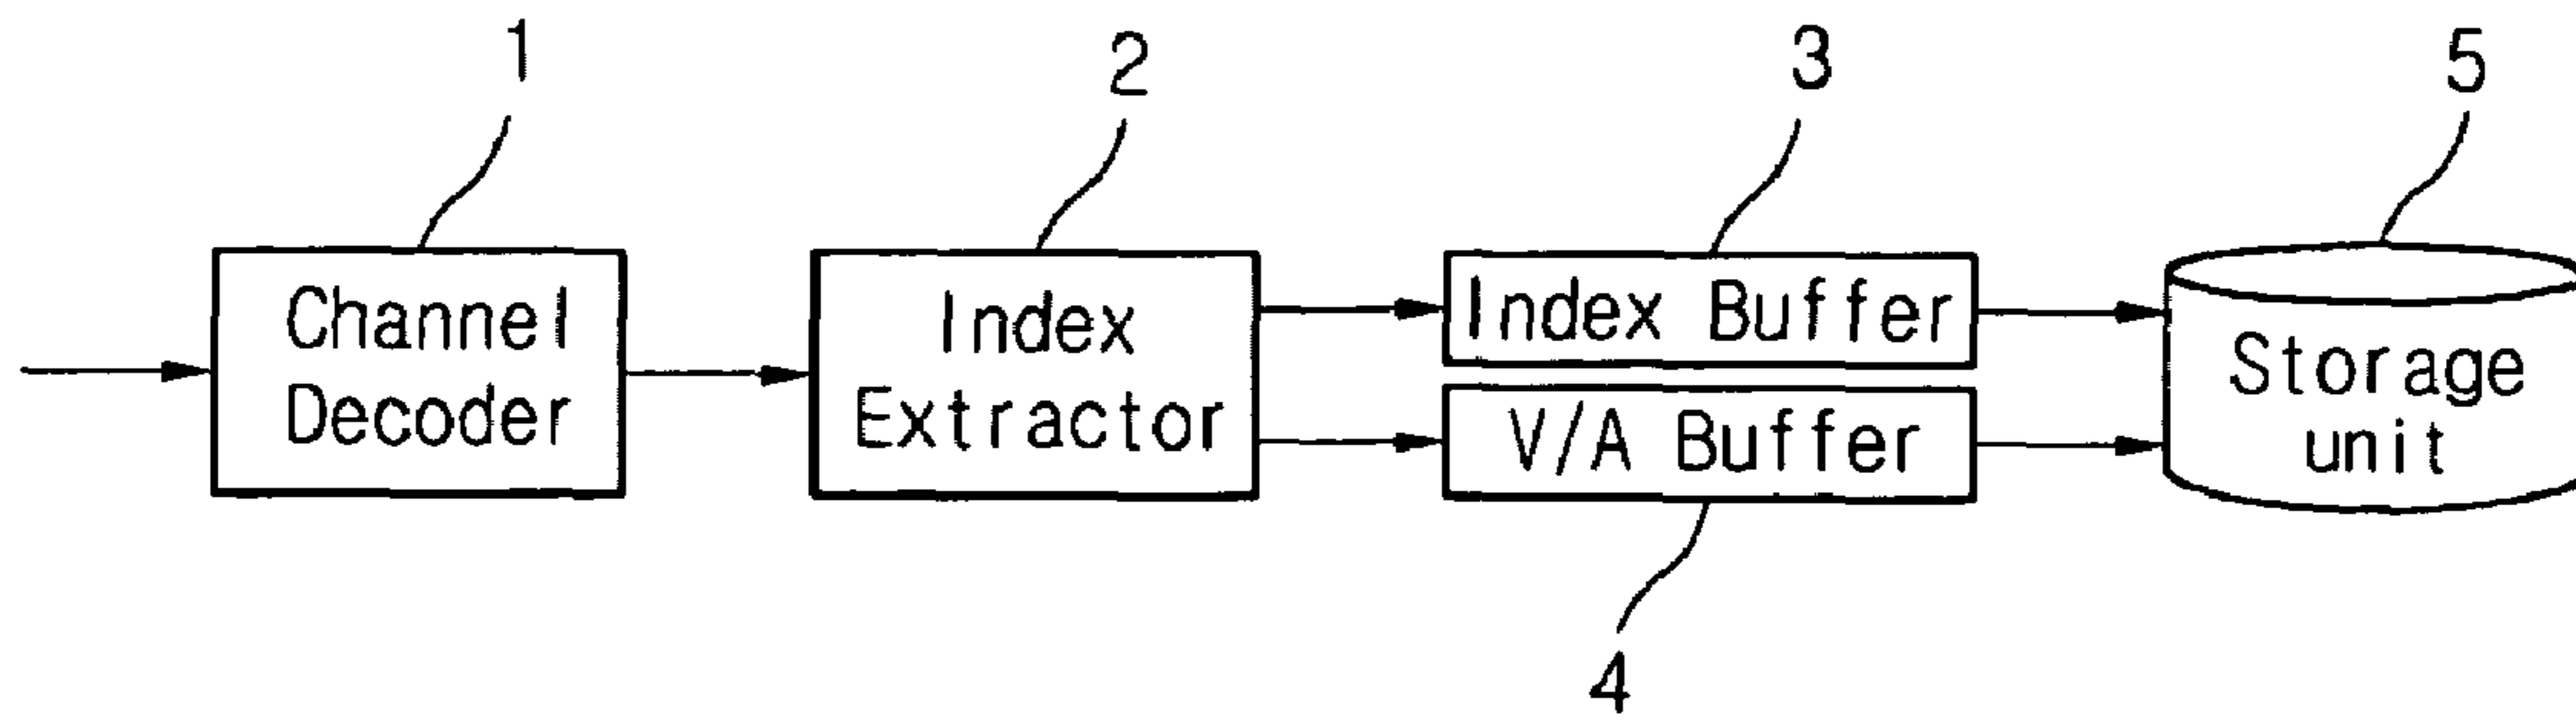 1
2
3
5
Channel
Decoder
Index
Extractor
Index Buffer
V/A Buffer
Storage
unit
4